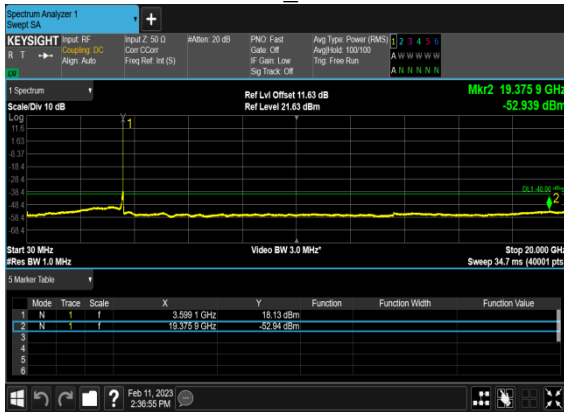 Spectrum Analyzer 1
Swept SA
+
KEYSIGHT Input: RF Input Z: 50 Ω #Atten: 20 dB PNO: Fast Avg Type: Power (RMS) 1 2 3 4 5 6
R T Coupling: DC Corr CCorr Gate: Off Avg|Hold: 100/100 A W W W W W
Align: Auto Freq Ref: Int (S) IF Gain: Low Trig: Free Run
Sig Track: Off A N N N N N
LXI
1 Spectrum Ref Lvl Offset 11.63 dB Mkr2 19.375 9 GHz
Scale/Div 10 dB Ref Level 21.63 dBm -52.939 dBm
Log
11.6 1
1.63
-8.37
-18.4
-28.4
-38.4 DL1 -40.00 dBm
-48.4 2
-58.4
-68.4
Start 30 MHz Video BW 3.0 MHz* Stop 20.000 GHz
#Res BW 1.0 MHz Sweep 34.7 ms (40001 pts)
5 Marker Table
Mode Trace Scale X Y Function Function Width Function Value
1 N 1 f 3.599 1 GHz 18.13 dBm
2 N 1 f 19.375 9 GHz -52.94 dBm
3
4
5
6
? Feb 11, 2023
2:36:55 PM